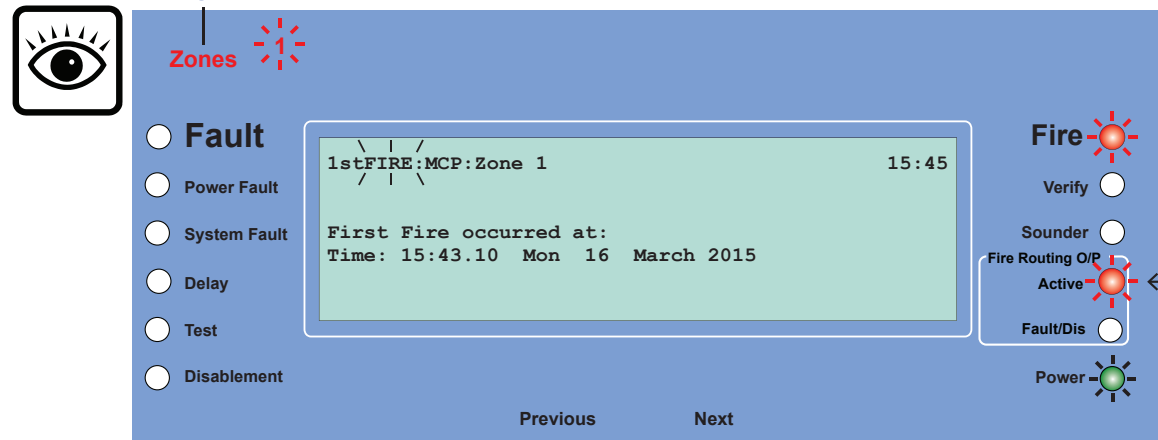 Zones 1
Fault
Power Fault
System Fault
Delay
Test
Disablement
1stFIRE:MCP:Zone 1 15:45
First Fire occurred at:
Time: 15:43.10 Mon 16 March 2015
Fire
Verify
Sounder
Fire Routing O/P
Active
Fault/Dis
Power
Previous Next